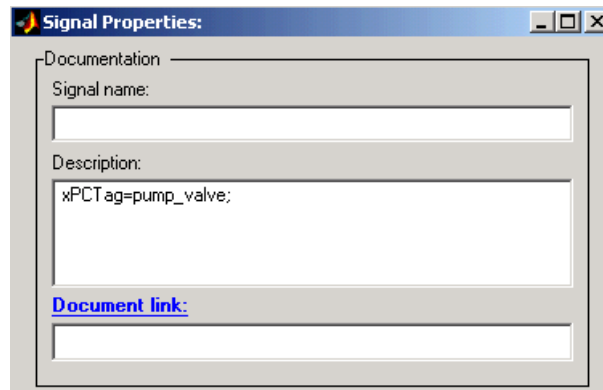 Signal Properties:
Documentation
Signal name:
Description:
xPCTag=pump_valve;
Document link: